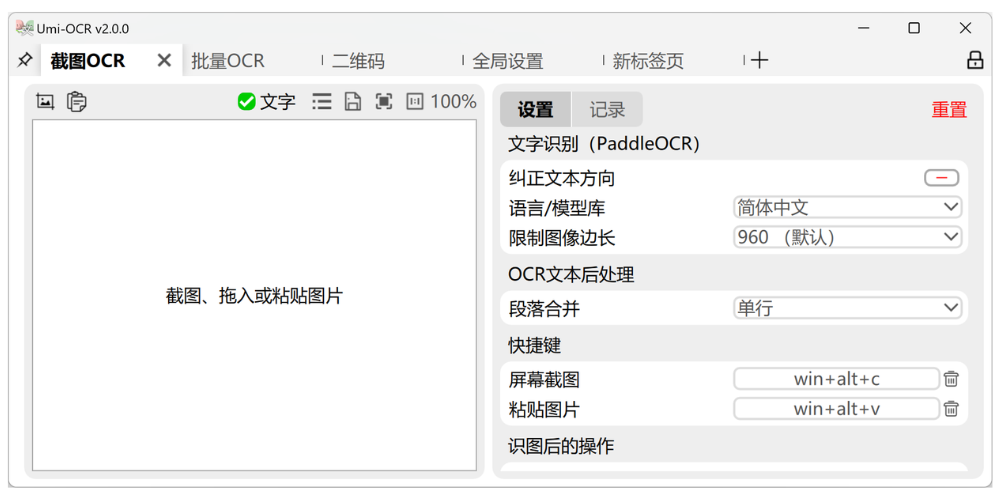 Umi-OCR v2.0.0
截图OCR 批量OCR 二维码 全局设置 新标签页
文字 1:1 100%
截图、拖入或粘贴图片
设置 记录 重置
文字识别（PaddleOCR）
纠正文本方向
语言/模型库 简体中文
限制图像边长 960 （默认）
OCR文本后处理
段落合并 单行
快捷键
屏幕截图 win+alt+c
粘贴图片 win+alt+v
识图后的操作